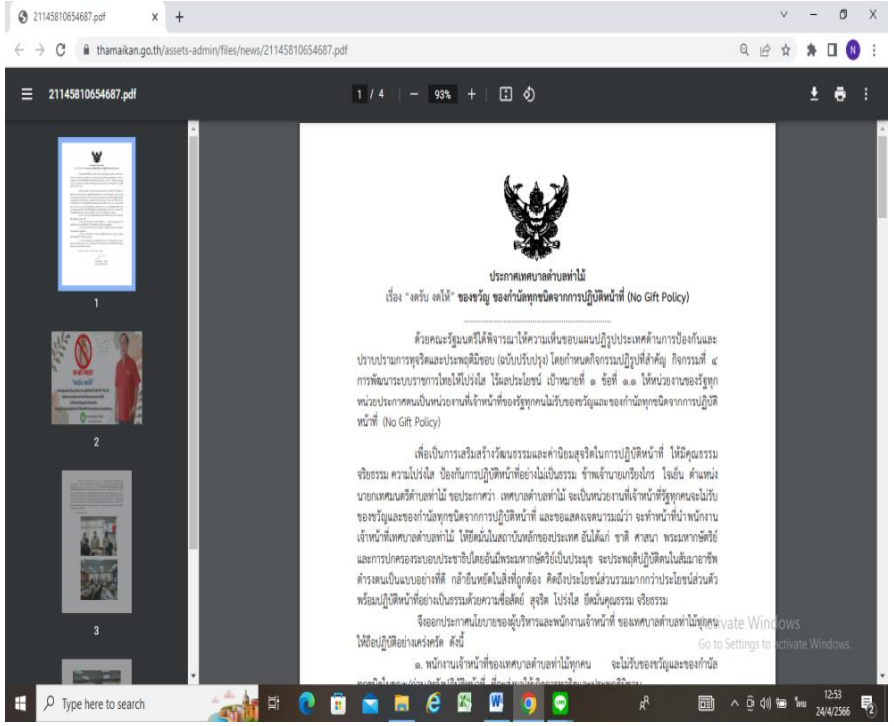 21145810654687.pdf
thamaikan.go.th/assets-admin/files/news/21145810654687.pdf
N
21145810654687.pdf
1 / 4
93%
1
2
3
ประกาศเทศบาลตำบลท่าไม้
เรื่อง "งดรับ งดให้" ของขวัญ ของกำนัลทุกชนิดจากการปฏิบัติหน้าที่ (No Gift Policy)
ด้วยคณะรัฐมนตรีได้พิจารณาให้ความเห็นชอบแผนปฏิรูปประเทศด้านการป้องกันและ
ปราบปรามการทุจริตและประพฤติมิชอบ (ฉบับปรับปรุง) โดยกำหนดกิจกรรมปฏิรูปที่สำคัญ กิจกรรมที่ ๔
การพัฒนาระบบราชการไทยให้โปร่งใส ไร้ผลประโยชน์ เป้าหมายที่ ๑ ข้อที่ ๑.๑ ให้หน่วยงานของรัฐทุก
หน่วยประกาศตนเป็นหน่วยงานที่เจ้าหน้าที่ของรัฐทุกคนไม่รับของขวัญและของกำนัลทุกชนิดจากการปฏิบัติ
หน้าที่ (No Gift Policy)
เพื่อเป็นการเสริมสร้างวัฒนธรรมและค่านิยมสุจริตในการปฏิบัติหน้าที่ ให้มีคุณธรรม
จริยธรรม ความโปร่งใส ป้องกันการปฏิบัติหน้าที่อย่างไม่เป็นธรรม ข้าพเจ้านายเกรียงไกร ใจเย็น ตำแหน่ง
นายกเทศมนตรีตำบลท่าไม้ ขอประกาศว่า เทศบาลตำบลท่าไม้ จะเป็นหน่วยงานที่เจ้าหน้าที่รัฐทุกคนจะไม่รับ
ของขวัญและของกำนัลทุกชนิดจากการปฏิบัติหน้าที่ และขอแสดงเจตนารมณ์ว่า จะทำหน้าที่นำพนักงาน
เจ้าหน้าที่เทศบาลตำบลท่าไม้ ให้ยึดมั่นในสถาบันหลักของประเทศ อันได้แก่ ชาติ ศาสนา พระมหากษัตริย์
และการปกครองระบอบประชาธิปไตยอันมีพระมหากษัตริย์เป็นประมุข จะประพฤติปฏิบัติตนในสัมมาอาชีพ
ดำรงตนเป็นแบบอย่างที่ดี กล้ายืนหยัดในสิ่งที่ถูกต้อง คิดถึงประโยชน์ส่วนรวมมากกว่าประโยชน์ส่วนตัว
พร้อมปฏิบัติหน้าที่อย่างเป็นธรรมด้วยความซื่อสัตย์ สุจริต โปร่งใส ยึดมั่นคุณธรรม จริยธรรม
จึงออกประกาศนโยบายของผู้บริหารและพนักงานเจ้าหน้าที่ ของเทศบาลตำบลท่าไม้ทุกคน
ให้ถือปฏิบัติอย่างเคร่งครัด ดังนี้
๑. พนักงานเจ้าหน้าที่ของเทศบาลตำบลท่าไม้ทุกคน จะไม่รับของขวัญและของกำนัล
Activate Windows
Go to Settings to activate Windows.
Type here to search
ไทย
12:53
24/4/2566
2